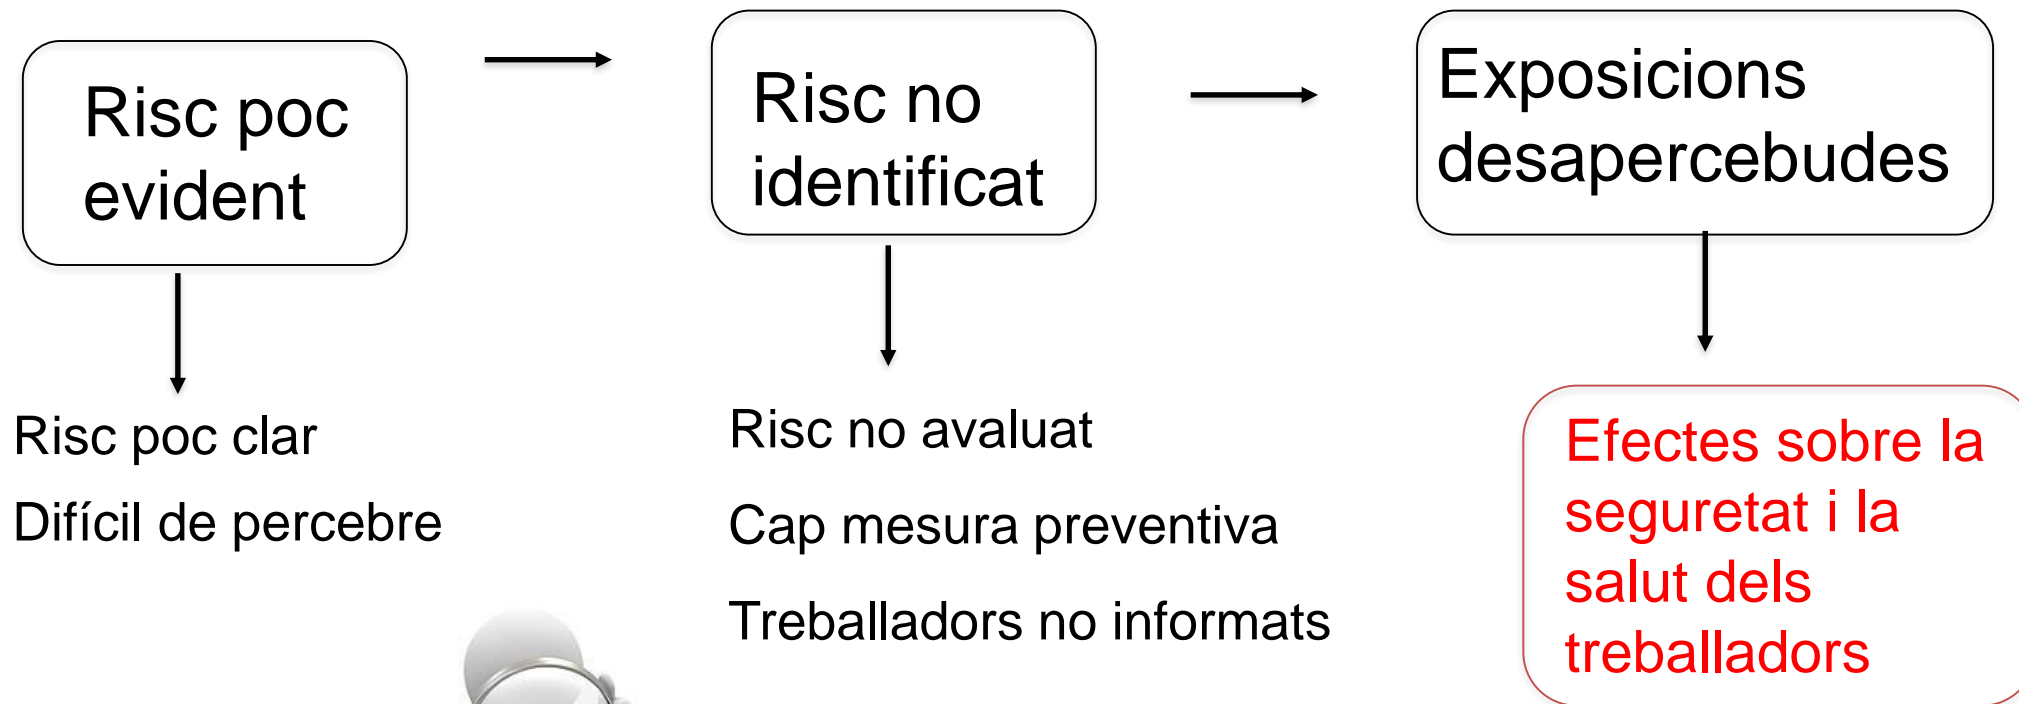 Risc poc
evident
Risc no
identificat
Exposicions
desapercebudes
Risc poc clar
Difícil de percebre
Risc no avaluat
Cap mesura preventiva
Treballadors no informats
Efectes sobre la
seguretat i la
salut dels
treballadors